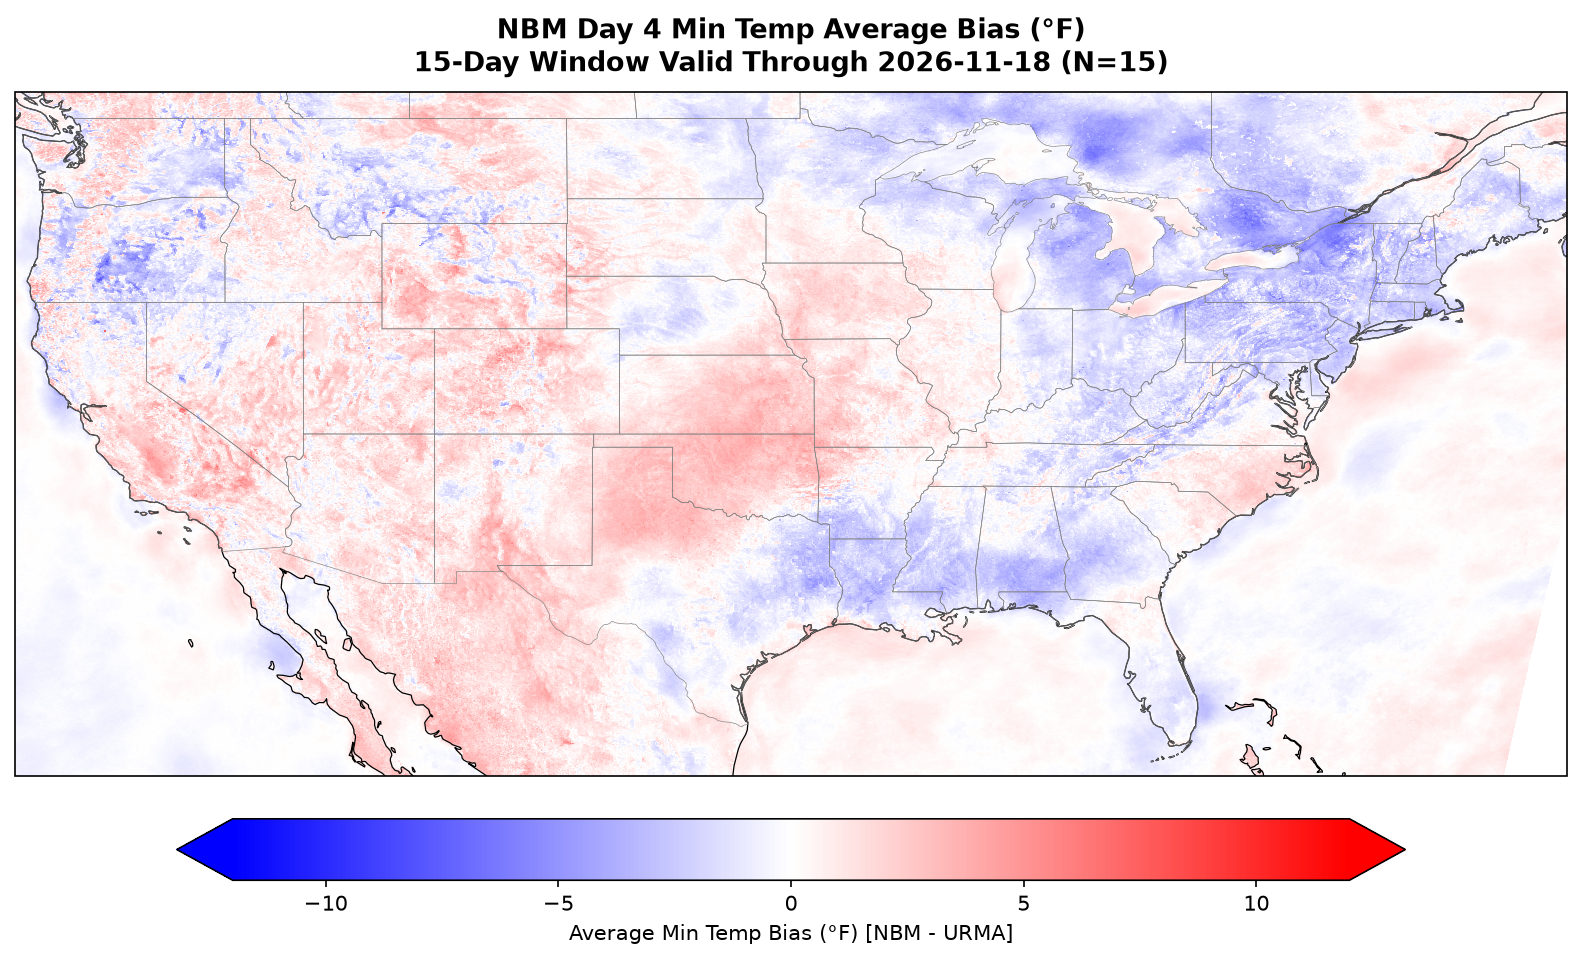 NBM Day 4 Min Temp Average Bias (°F)
15-Day Window Valid Through 2026-11-18 (N=15)
−10 −5 0 5 10
Average Min Temp Bias (°F) [NBM - URMA]